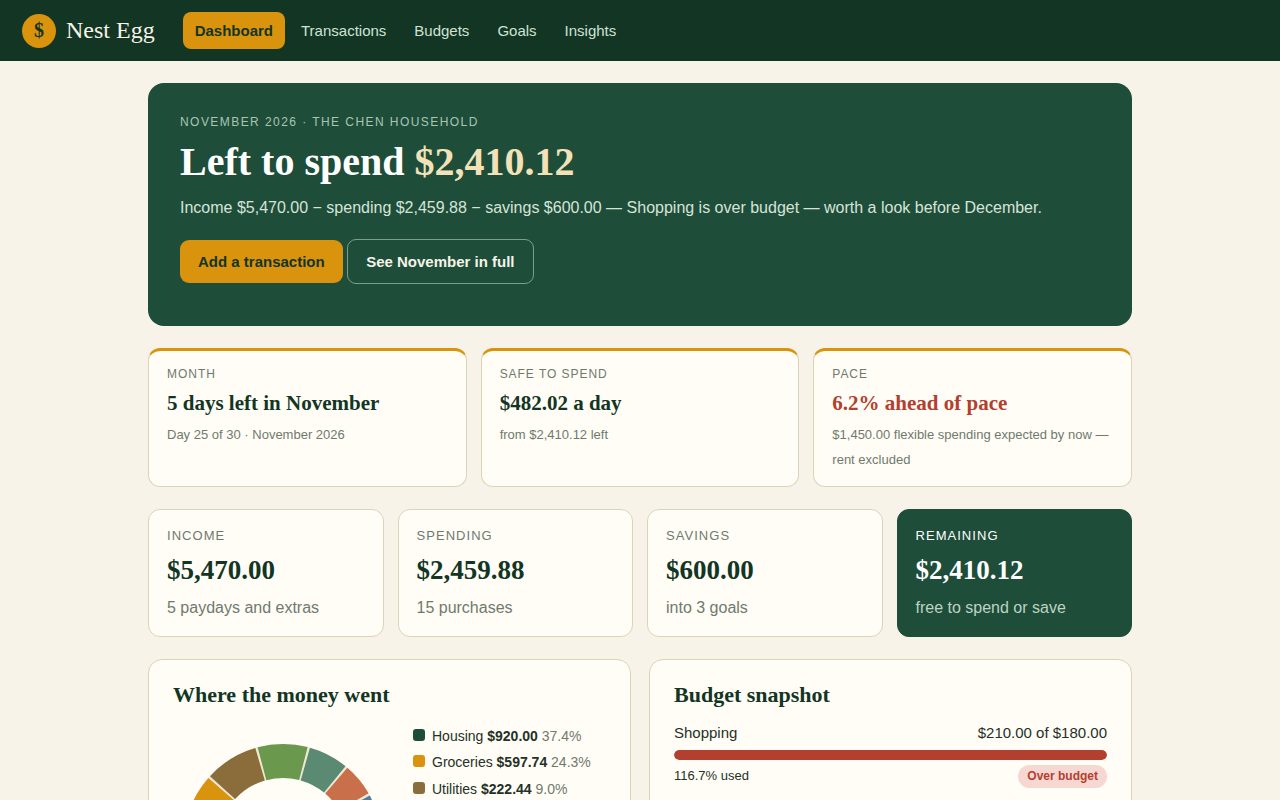 $ Nest Egg Dashboard Transactions Budgets Goals Insights
NOVEMBER 2026 · THE CHEN HOUSEHOLD
Left to spend $2,410.12
Income $5,470.00 − spending $2,459.88 − savings $600.00 — Shopping is over budget — worth a look before December.
Add a transaction See November in full
MONTH
5 days left in November
Day 25 of 30 · November 2026
SAFE TO SPEND
$482.02 a day
from $2,410.12 left
PACE
6.2% ahead of pace
$1,450.00 flexible spending expected by now —
rent excluded
INCOME
$5,470.00
5 paydays and extras
SPENDING
$2,459.88
15 purchases
SAVINGS
$600.00
into 3 goals
REMAINING
$2,410.12
free to spend or save
Where the money went
Housing $920.00 37.4%
Groceries $597.74 24.3%
Utilities $222.44 9.0%
Budget snapshot
Shopping $210.00 of $180.00
116.7% used Over budget